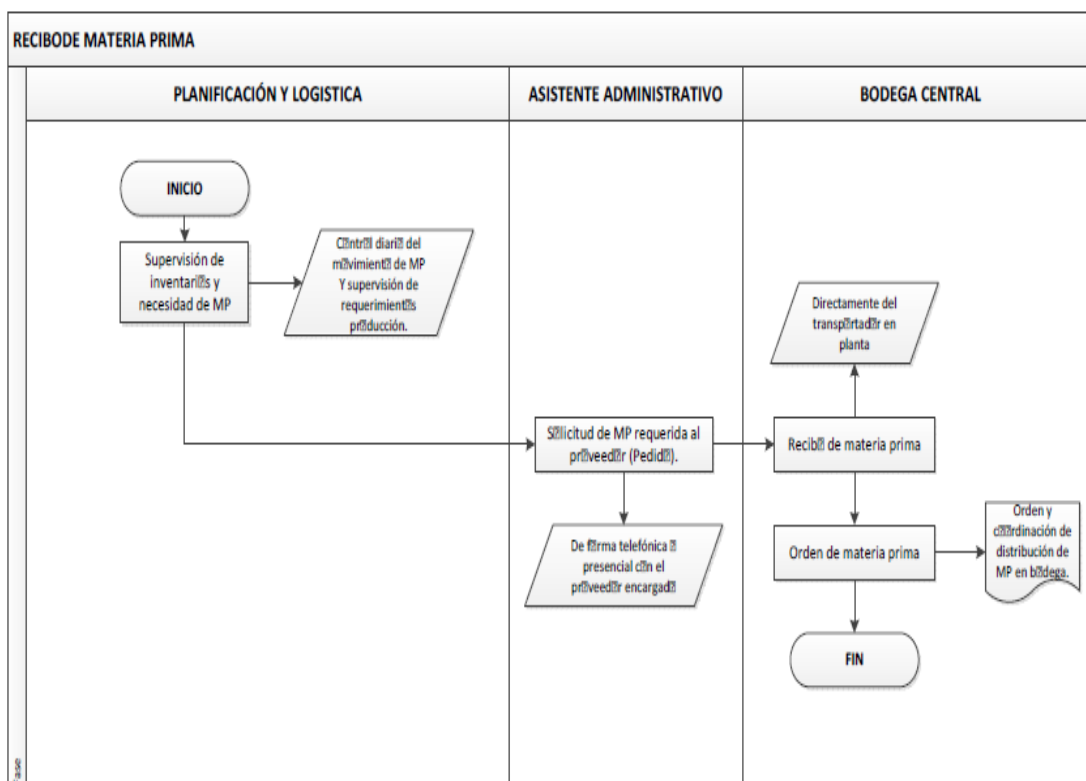 RECIBODE MATERIA PRIMA
PLANIFICACIÓN Y LOGISTICA
ASISTENTE ADMINISTRATIVO
BODEGA CENTRAL
INICIO
Supervisión de
inventari�s y
necesidad de MP
C�ntr�l diari� del
m�vimient� de MP
Y supervisión de
requerimient�s
pr�ducción.
S�licitud de MP requerida al
pr�veed�r (Pedid�).
De f�rma telefónica �
presencial c�n el
pr�veed�r encargad�
Directamente del
transp�rtad�r en
planta
Recib� de materia prima
Orden de materia prima
Orden y
c��rdinación de
distribución de
MP en b�dega.
FIN
Fase